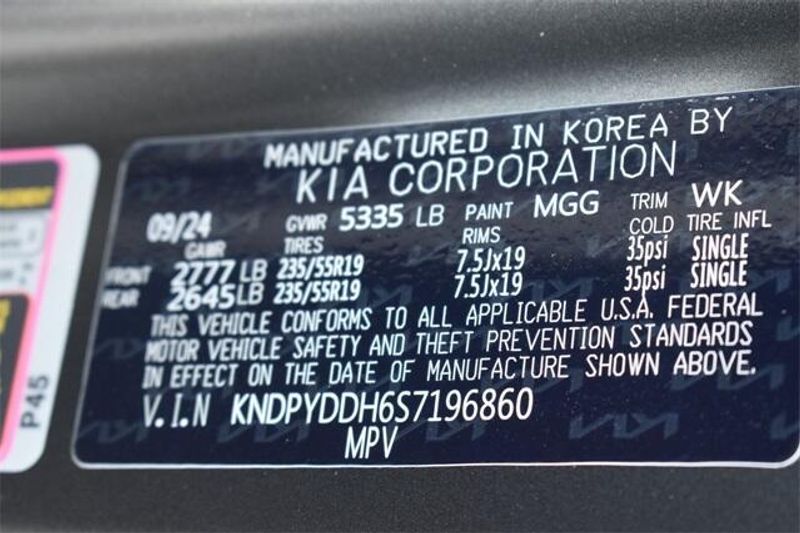 MANUFACTURED IN KOREA BY
KIA CORPORATION
09/24 GVWR 5335 LB PAINT MGG TRIM WK
GAWR TIRES RIMS COLD TIRE INFL
FRONT 2777 LB 235/55R19 7.5Jx19 35psi SINGLE
REAR 2645 LB 235/55R19 7.5Jx19 35psi SINGLE
THIS VEHICLE CONFORMS TO ALL APPLICABLE U.S.A. FEDERAL
MOTOR VEHICLE SAFETY AND THEFT PREVENTION STANDARDS
IN EFFECT ON THE DATE OF MANUFACTURE SHOWN ABOVE.
V.I.N KNDPYDDH6S7196860
MPV
P45